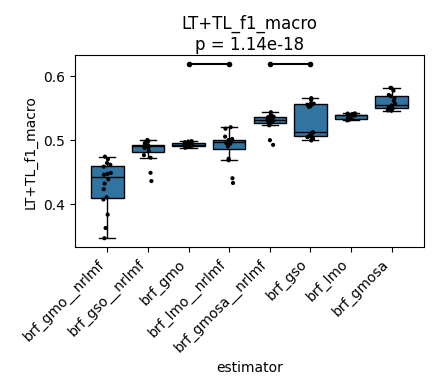 LT+TL_f1_macro
p = 1.14e-18
LT+TL_f1_macro
0.6
0.5
0.4
brf_gmo__nrlmf
brf_gso__nrlmf
brf_gmo
brf_lmo__nrlmf
brf_gmosa__nrlmf
brf_gso
brf_lmo
brf_gmosa
estimator